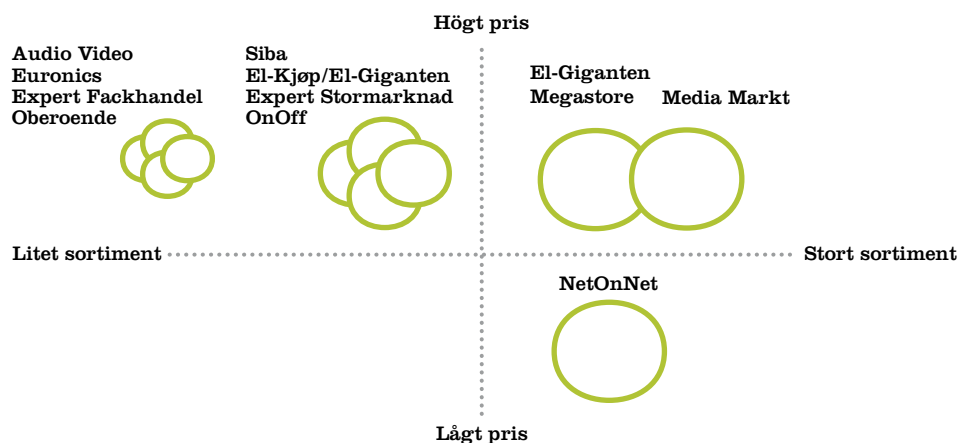 Högt pris
Audio Video
Euronics
Expert Fackhandel
Oberoende
Siba
El-Kjøp/El-Giganten
Expert Stormarknad
OnOff
El-Giganten
Megastore
Media Markt
Litet sortiment
Stort sortiment
NetOnNet
Lågt pris